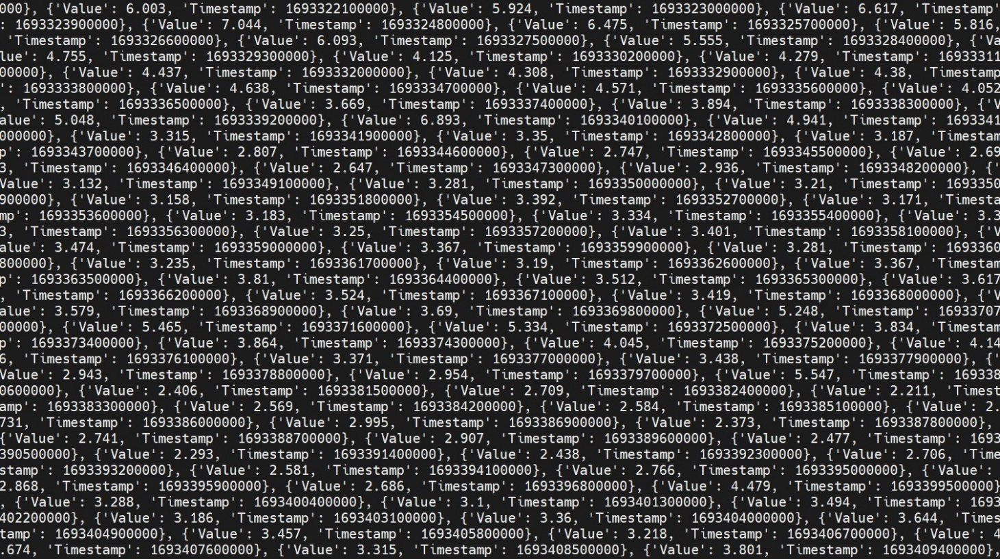 000}, {'Value': 6.003, 'Timestamp': 1693322100000}, {'Value': 5.924, 'Timestamp': 1693323000000}, {'Value': 6.617, 'Timestamp'
: 1693323900000}, {'Value': 7.044, 'Timestamp': 1693324800000}, {'Value': 6.475, 'Timestamp': 1693325700000}, {'Value': 5.816,
'Timestamp': 1693326600000}, {'Value': 6.093, 'Timestamp': 1693327500000}, {'Value': 5.555, 'Timestamp': 1693328400000}, {'Va
lue': 4.755, 'Timestamp': 1693329300000}, {'Value': 4.125, 'Timestamp': 1693330200000}, {'Value': 4.279, 'Timestamp': 16933311
00000}, {'Value': 4.437, 'Timestamp': 1693332000000}, {'Value': 4.308, 'Timestamp': 1693332900000}, {'Value': 4.38, 'Timestamp
': 1693333800000}, {'Value': 4.638, 'Timestamp': 1693334700000}, {'Value': 4.571, 'Timestamp': 1693335600000}, {'Value': 4.052
, 'Timestamp': 1693336500000}, {'Value': 3.669, 'Timestamp': 1693337400000}, {'Value': 3.894, 'Timestamp': 1693338300000}, {'V
alue': 5.048, 'Timestamp': 1693339200000}, {'Value': 6.893, 'Timestamp': 1693340100000}, {'Value': 4.941, 'Timestamp': 1693341
000000}, {'Value': 3.315, 'Timestamp': 1693341900000}, {'Value': 3.35, 'Timestamp': 1693342800000}, {'Value': 3.187, 'Timestam
p': 1693343700000}, {'Value': 2.807, 'Timestamp': 1693344600000}, {'Value': 2.747, 'Timestamp': 1693345500000}, {'Value': 2.69
3, 'Timestamp': 1693346400000}, {'Value': 2.647, 'Timestamp': 1693347300000}, {'Value': 2.936, 'Timestamp': 1693348200000}, {'
Value': 3.132, 'Timestamp': 1693349100000}, {'Value': 3.281, 'Timestamp': 1693350000000}, {'Value': 3.21, 'Timestamp': 1693350
900000}, {'Value': 3.158, 'Timestamp': 1693351800000}, {'Value': 3.392, 'Timestamp': 1693352700000}, {'Value': 3.171, 'Timesta
mp': 1693353600000}, {'Value': 3.183, 'Timestamp': 1693354500000}, {'Value': 3.334, 'Timestamp': 1693355400000}, {'Value': 3.3
3, 'Timestamp': 1693356300000}, {'Value': 3.25, 'Timestamp': 1693357200000}, {'Value': 3.401, 'Timestamp': 1693358100000}, {'V
alue': 3.474, 'Timestamp': 1693359000000}, {'Value': 3.367, 'Timestamp': 1693359900000}, {'Value': 3.281, 'Timestamp': 1693360
800000}, {'Value': 3.235, 'Timestamp': 1693361700000}, {'Value': 3.19, 'Timestamp': 1693362600000}, {'Value': 3.367, 'Timestam
p': 1693363500000}, {'Value': 3.81, 'Timestamp': 1693364400000}, {'Value': 3.512, 'Timestamp': 1693365300000}, {'Value': 3.617
, 'Timestamp': 1693366200000}, {'Value': 3.524, 'Timestamp': 1693367100000}, {'Value': 3.419, 'Timestamp': 1693368000000}, {'V
alue': 3.579, 'Timestamp': 1693368900000}, {'Value': 3.69, 'Timestamp': 1693369800000}, {'Value': 5.248, 'Timestamp': 16933707
00000}, {'Value': 5.465, 'Timestamp': 1693371600000}, {'Value': 5.334, 'Timestamp': 1693372500000}, {'Value': 3.834, 'Timestam
p': 1693373400000}, {'Value': 3.864, 'Timestamp': 1693374300000}, {'Value': 4.045, 'Timestamp': 1693375200000}, {'Value': 4.14
6, 'Timestamp': 1693376100000}, {'Value': 3.371, 'Timestamp': 1693377000000}, {'Value': 3.438, 'Timestamp': 1693377900000}, {'
Value': 2.943, 'Timestamp': 1693378800000}, {'Value': 2.954, 'Timestamp': 1693379700000}, {'Value': 5.547, 'Timestamp': 169338
0600000}, {'Value': 2.406, 'Timestamp': 1693381500000}, {'Value': 2.709, 'Timestamp': 1693382400000}, {'Value': 2.211, 'Timest
amp': 1693383300000}, {'Value': 2.569, 'Timestamp': 1693384200000}, {'Value': 2.584, 'Timestamp': 1693385100000}, {'Value': 2.
731, 'Timestamp': 1693386000000}, {'Value': 2.995, 'Timestamp': 1693386900000}, {'Value': 2.373, 'Timestamp': 1693387800000},
{'Value': 2.741, 'Timestamp': 1693388700000}, {'Value': 2.907, 'Timestamp': 1693389600000}, {'Value': 2.477, 'Timestamp': 1693
390500000}, {'Value': 2.293, 'Timestamp': 1693391400000}, {'Value': 2.438, 'Timestamp': 1693392300000}, {'Value': 2.706, 'Time
stamp': 1693393200000}, {'Value': 2.581, 'Timestamp': 1693394100000}, {'Value': 2.766, 'Timestamp': 1693395000000}, {'Value':
2.868, 'Timestamp': 1693395900000}, {'Value': 2.686, 'Timestamp': 1693396800000}, {'Value': 4.479, 'Timestamp': 1693399500000}
, {'Value': 3.288, 'Timestamp': 1693400400000}, {'Value': 3.1, 'Timestamp': 1693401300000}, {'Value': 3.494, 'Timestamp': 1693
402200000}, {'Value': 3.186, 'Timestamp': 1693403100000}, {'Value': 3.36, 'Timestamp': 1693404000000}, {'Value': 3.644, 'Times
tamp': 1693404900000}, {'Value': 3.457, 'Timestamp': 1693405800000}, {'Value': 3.218, 'Timestamp': 1693406700000}, {'Value': 4
.674, 'Timestamp': 1693407600000}, {'Value': 3.315, 'Timestamp': 1693408500000}, {'Value': 3.801, 'Timestamp': 1693409400000},